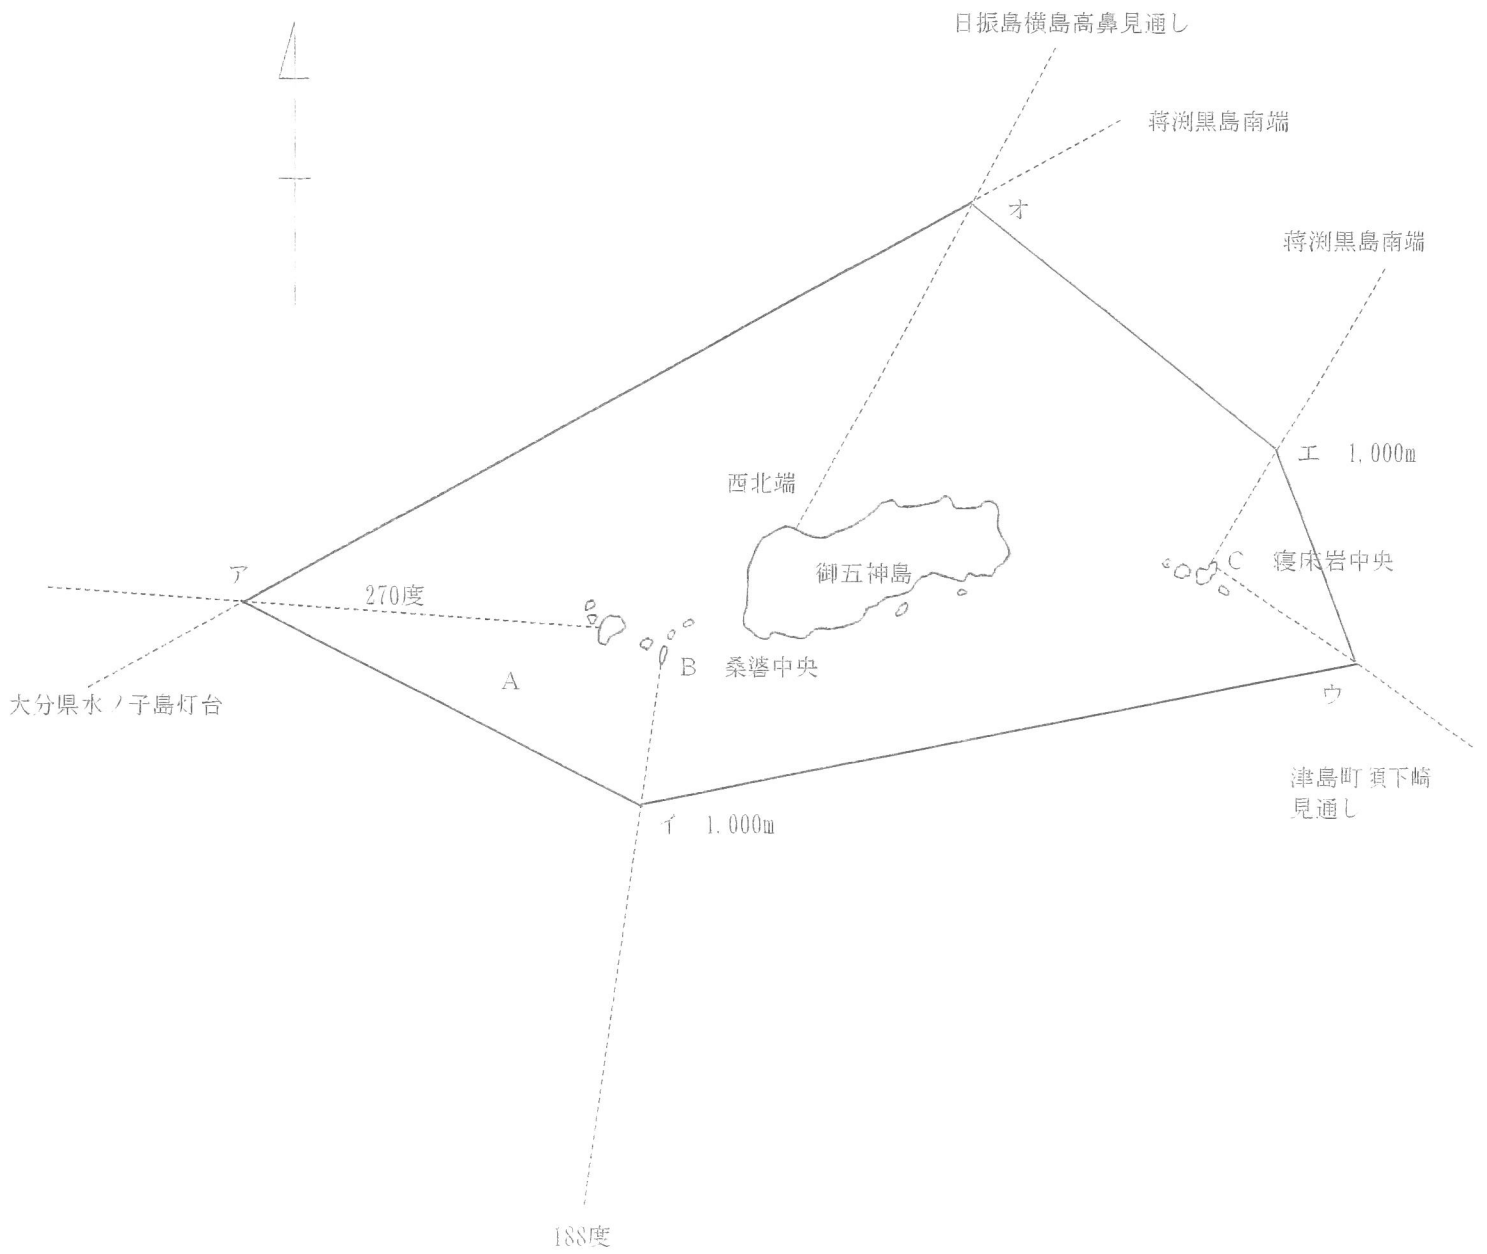 日振島横島高鼻見通し
蒋渕黒島南端
オ
蒋渕黒島南端
エ 1,000m
西北端
御五神島
C 寝床岩中央
ア
270度
B 桑碆中央
A
大分県水ノ子島灯台
ウ
津島町須下崎
見通し
イ 1,000m
188度